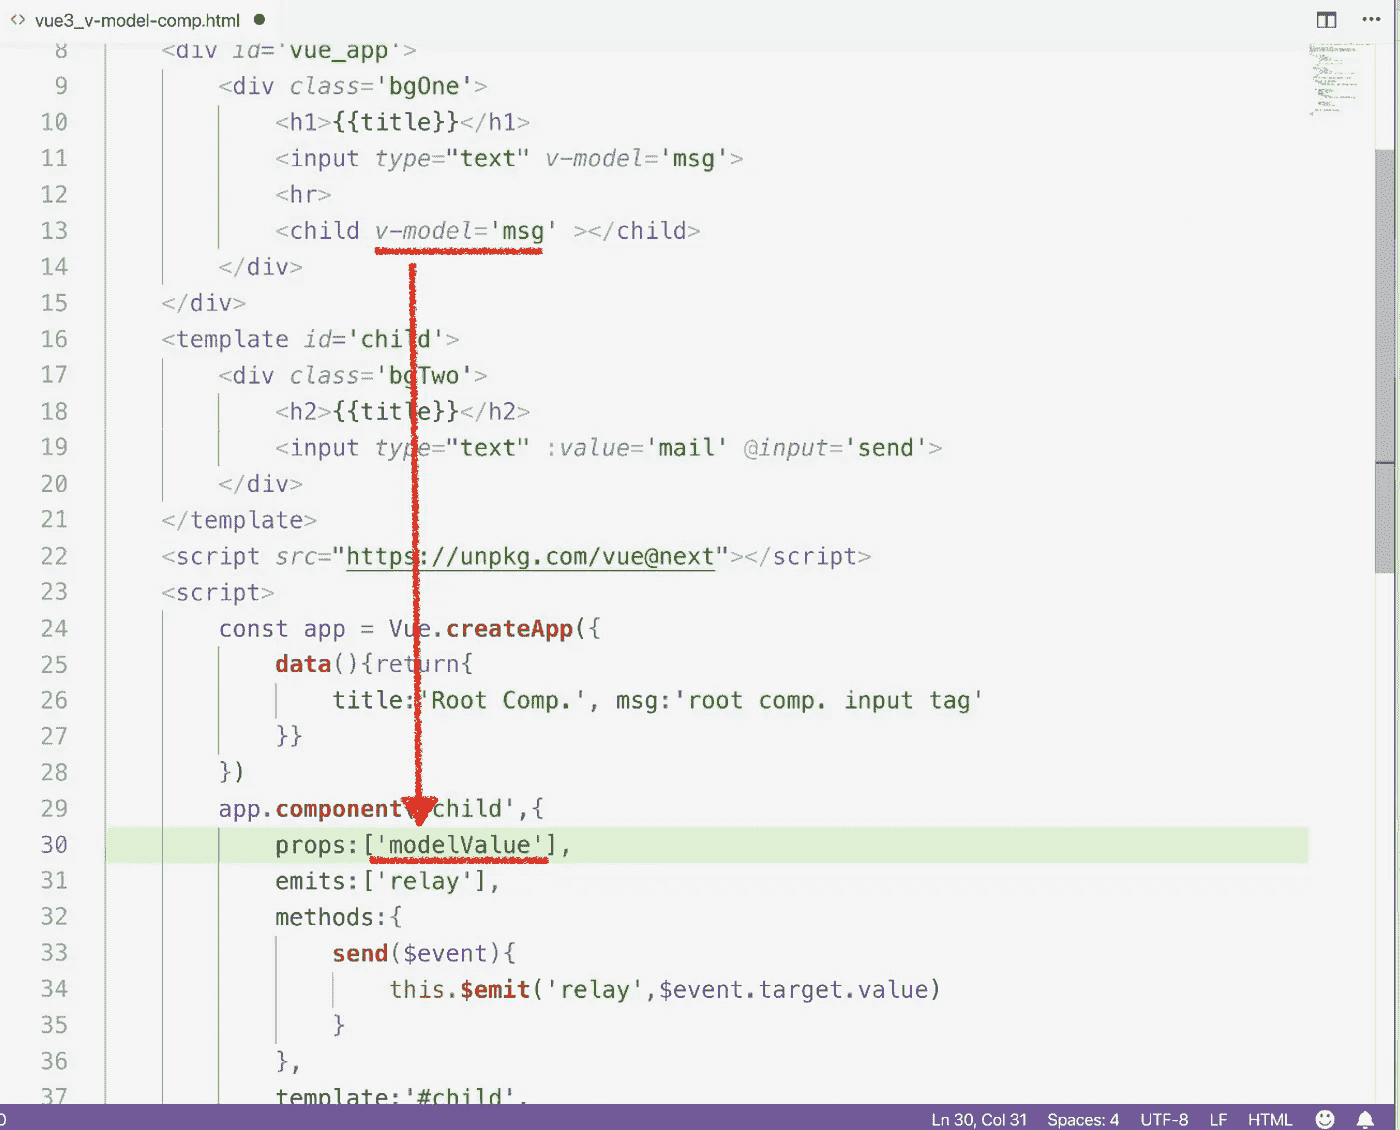 <> vue3_v-model-comp.html ● ···
8 <div id='vue_app'>
9 <div class='bgOne'>
10 <h1>{{title}}</h1>
11 <input type="text" v-model='msg'>
12 <hr>
13 <child v-model='msg' ></child>
14 </div>
15 </div>
16 <template id='child'>
17 <div class='bgTwo'>
18 <h2>{{title}}</h2>
19 <input type="text" :value='mail' @input='send'>
20 </div>
21 </template>
22 <script src="https://unpkg.com/vue@next"></script>
23 <script>
24 const app = Vue.createApp({
25 data(){return{
26 title:'Root Comp.', msg:'root comp. input tag'
27 }}
28 })
29 app.component('child',{
30 props:['modelValue'],
31 emits:['relay'],
32 methods:{
33 send($event){
34 this.$emit('relay',$event.target.value)
35 }
36 },
37 template:'#child',
0 Ln 30, Col 31 Spaces: 4 UTF-8 LF HTML